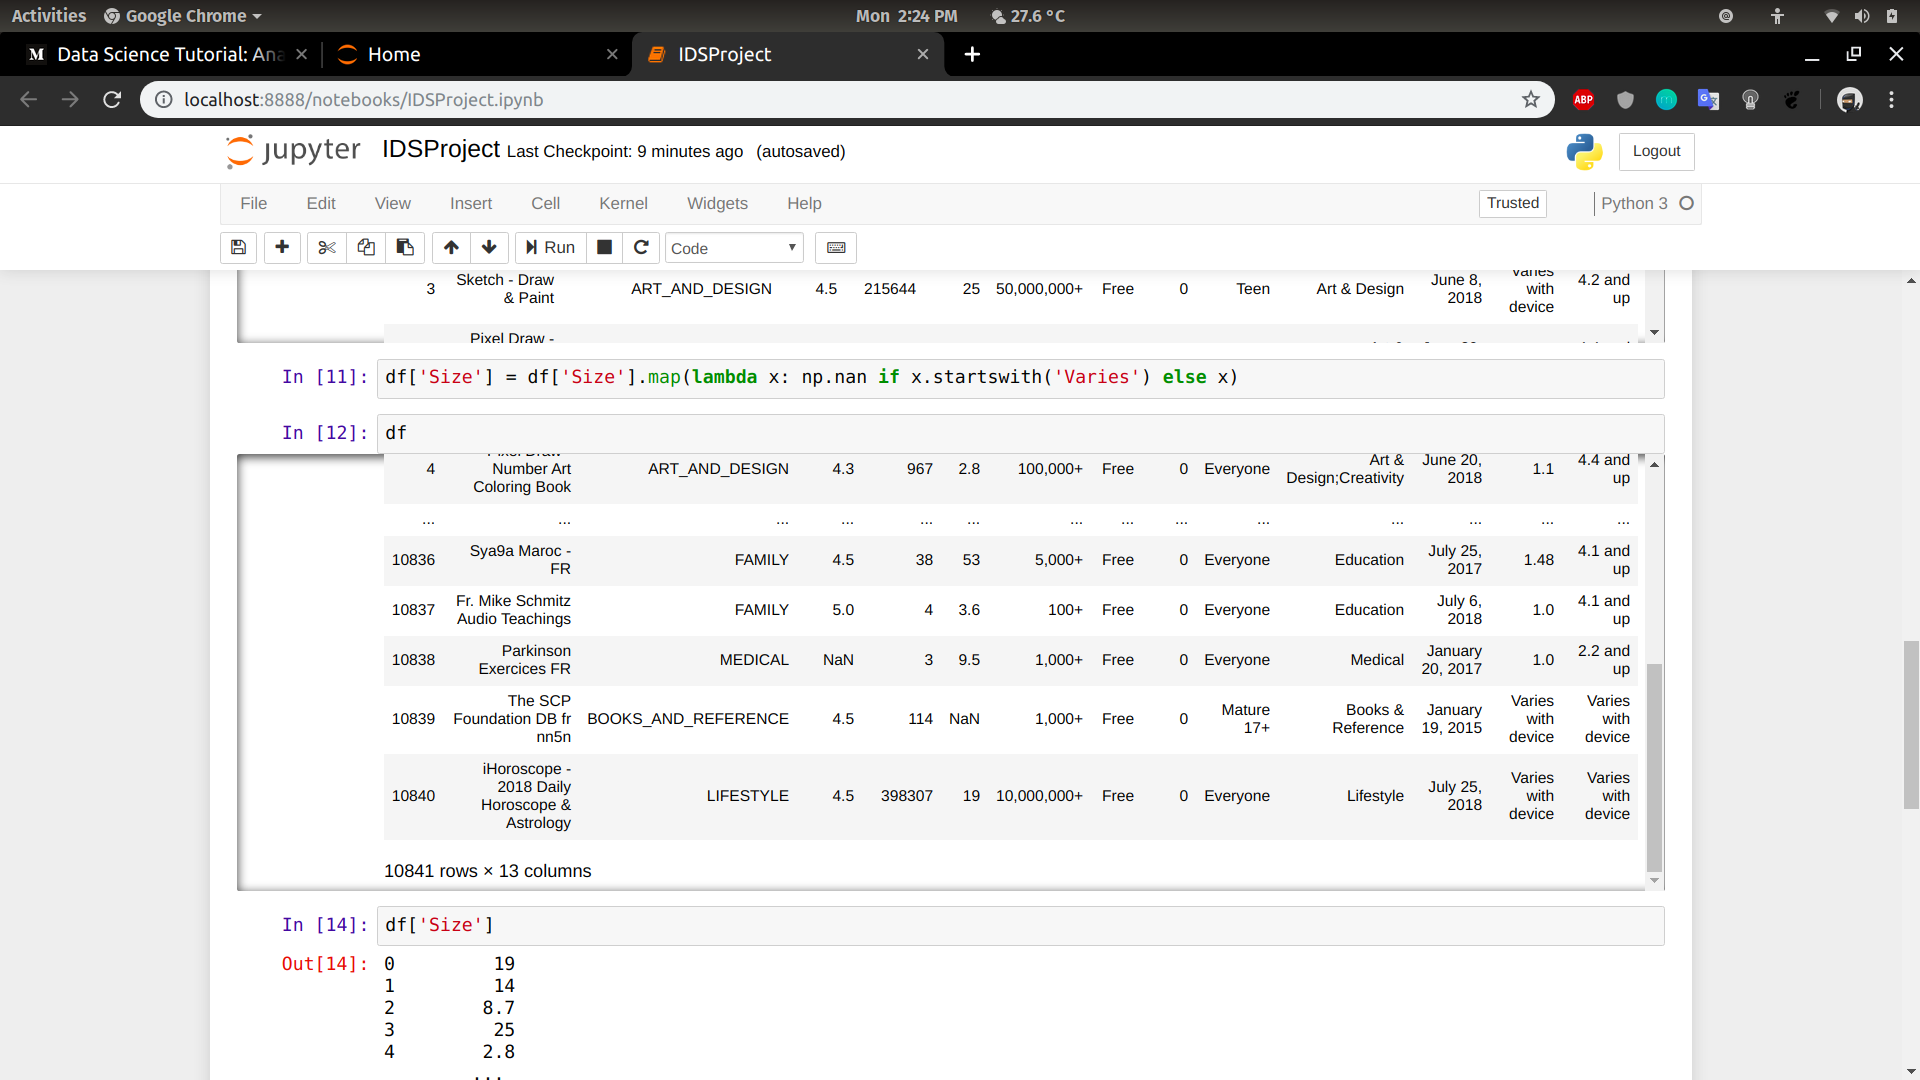 Activities Google Chrome Mon 2:24 PM 27.6 °C
M Data Science Tutorial: Ana Home IDSProject
localhost:8888/notebooks/IDSProject.ipynb ABP
jupyter IDSProject Last Checkpoint: 9 minutes ago (autosaved) Logout
File Edit View Insert Cell Kernel Widgets Help Trusted Python 3
Run Code
3 Sketch - Draw & Paint ART_AND_DESIGN 4.5 215644 25 50,000,000+ Free 0 Teen Art & Design June 8, 2018 Varies with device 4.2 and up
Pixel Draw -
In [11]: df['Size'] = df['Size'].map(lambda x: np.nan if x.startswith('Varies') else x)
In [12]: df
4 Pixel Draw - Number Art Coloring Book ART_AND_DESIGN 4.3 967 2.8 100,000+ Free 0 Everyone Art & Design;Creativity June 20, 2018 1.1 4.4 and up
... ... ... ... ... ... ... ... ... ... ... ... ... ...
10836 Sya9a Maroc - FR FAMILY 4.5 38 53 5,000+ Free 0 Everyone Education July 25, 2017 1.48 4.1 and up
10837 Fr. Mike Schmitz Audio Teachings FAMILY 5.0 4 3.6 100+ Free 0 Everyone Education July 6, 2018 1.0 4.1 and up
10838 Parkinson Exercices FR MEDICAL NaN 3 9.5 1,000+ Free 0 Everyone Medical January 20, 2017 1.0 2.2 and up
10839 The SCP Foundation DB fr nn5n BOOKS_AND_REFERENCE 4.5 114 NaN 1,000+ Free 0 Mature 17+ Books & Reference January 19, 2015 Varies with device Varies with device
10840 iHoroscope - 2018 Daily Horoscope & Astrology LIFESTYLE 4.5 398307 19 10,000,000+ Free 0 Everyone Lifestyle July 25, 2018 Varies with device Varies with device
10841 rows × 13 columns
In [14]: df['Size']
Out[14]: 0 19
1 14
2 8.7
3 25
4 2.8
...